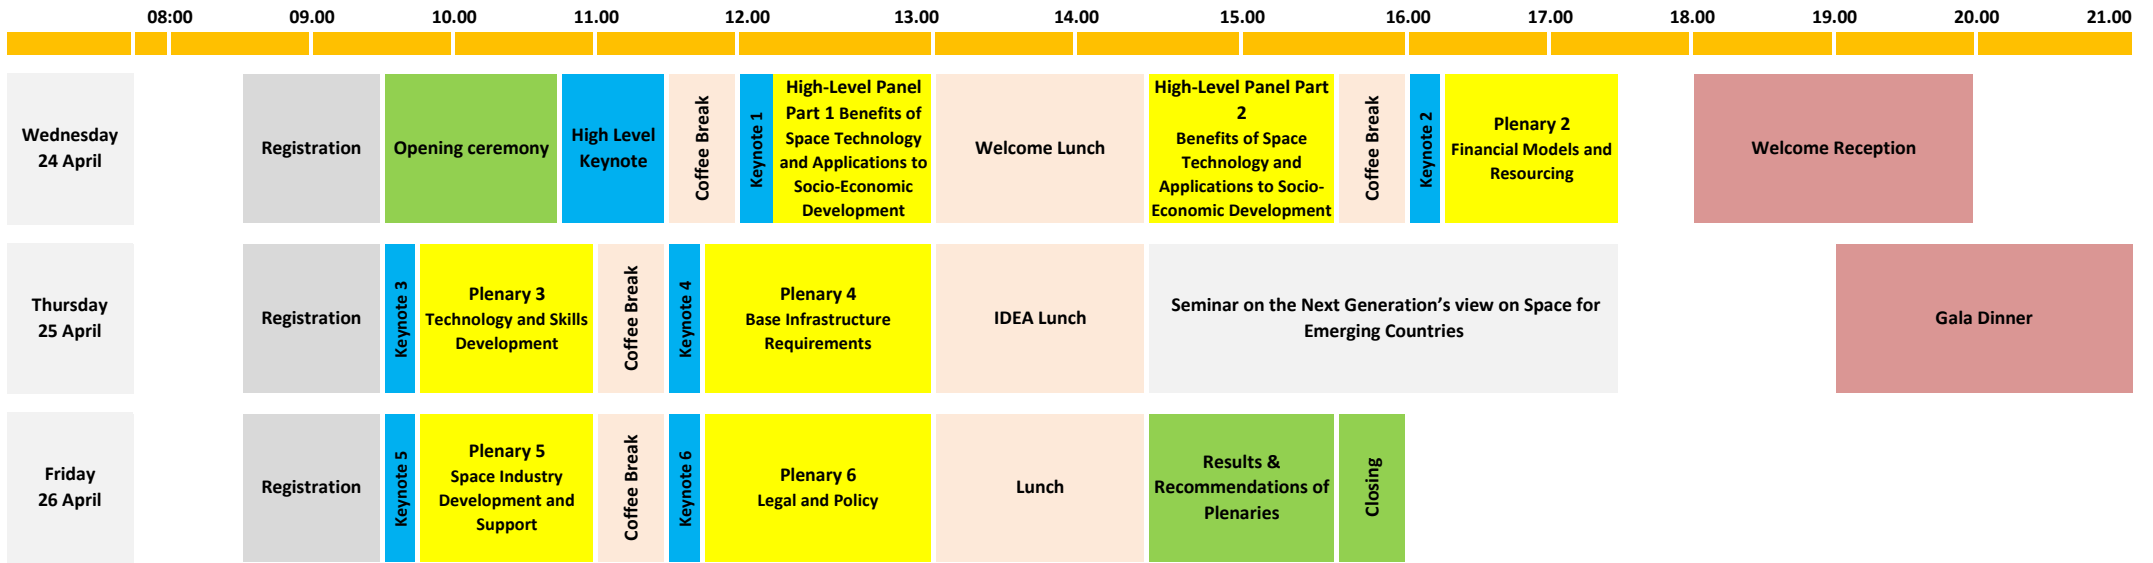 08:00 09.00 10.00 11.00 12.00 13.00 14.00 15.00 16.00 17.00 18.00 19.00 20.00 21.00
Wednesday
24 April
Registration
Opening ceremony
High Level
Keynote
Coffee Break
Keynote 1
High-Level Panel
Part 1 Benefits of
Space Technology
and Applications to
Socio-Economic
Development
Welcome Lunch
High-Level Panel Part
2
Benefits of Space
Technology and
Applications to Socio-
Economic Development
Coffee Break
Keynote 2
Plenary 2
Financial Models and
Resourcing
Welcome Reception
Thursday
25 April
Registration
Keynote 3
Plenary 3
Technology and Skills
Development
Coffee Break
Keynote 4
Plenary 4
Base Infrastructure
Requirements
IDEA Lunch
Seminar on the Next Generation’s view on Space for
Emerging Countries
Gala Dinner
Friday
26 April
Registration
Keynote 5
Plenary 5
Space Industry
Development and
Support
Coffee Break
Keynote 6
Plenary 6
Legal and Policy
Lunch
Results &
Recommendations of
Plenaries
Closing